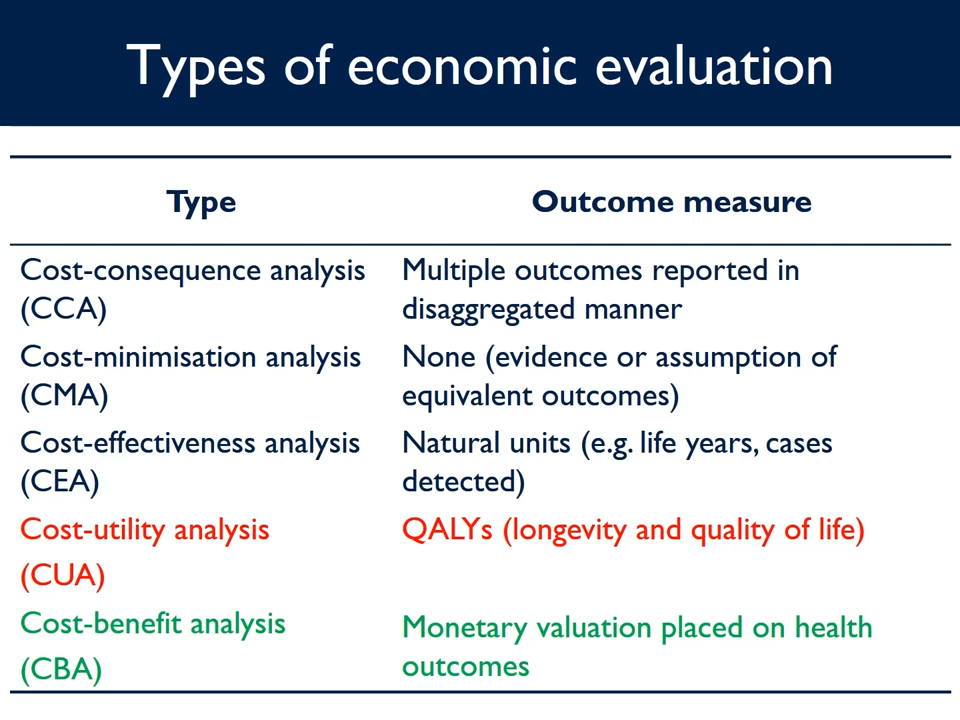 Types of economic evaluation
Type
Outcome measure
Cost-consequence analysis
(CCA)
Multiple outcomes reported in
disaggregated manner
Cost-minimisation analysis
(CMA)
None (evidence or assumption of
equivalent outcomes)
Cost-effectiveness analysis
(CEA)
Natural units (e.g. life years, cases
detected)
Cost-utility analysis
(CUA)
QALYs (longevity and quality of life)
Cost-benefit analysis
(CBA)
Monetary valuation placed on health
outcomes